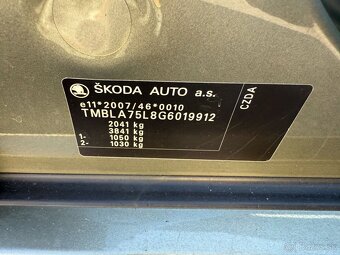 ŠKODA AUTO a.s.
e11*2007/46*0010
TMBLA75L8G6019912
2041 kg
3841 kg
1- 1050 kg
2- 1030 kg
CZDA